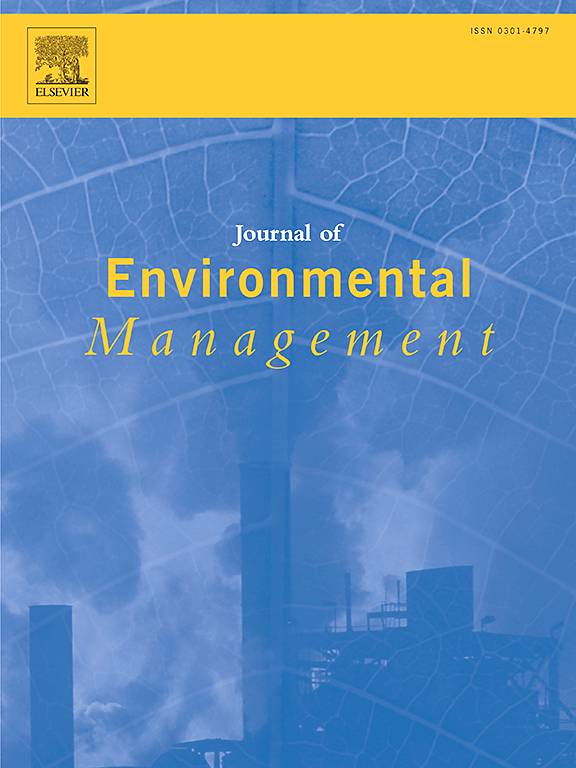 ISSN 0301-4797
ELSEVIER
Journal of
Environmental
Management